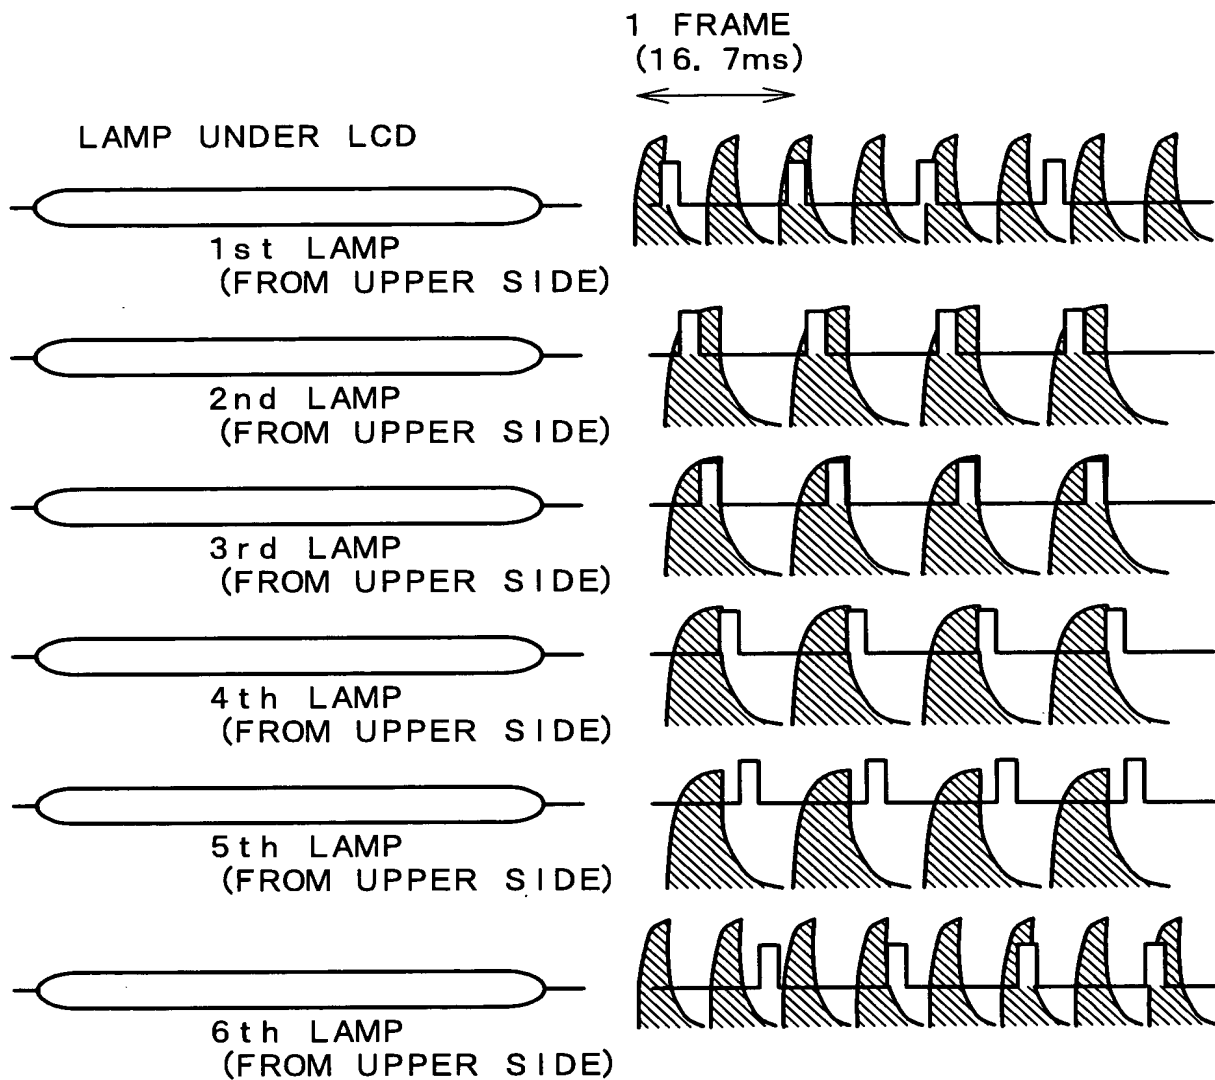 1 FRAME
(16. 7ms)
LAMP UNDER LCD
1st LAMP
(FROM UPPER SIDE)
2nd LAMP
(FROM UPPER SIDE)
3rd LAMP
(FROM UPPER SIDE)
4th LAMP
(FROM UPPER SIDE)
5th LAMP
(FROM UPPER SIDE)
6th LAMP
(FROM UPPER SIDE)